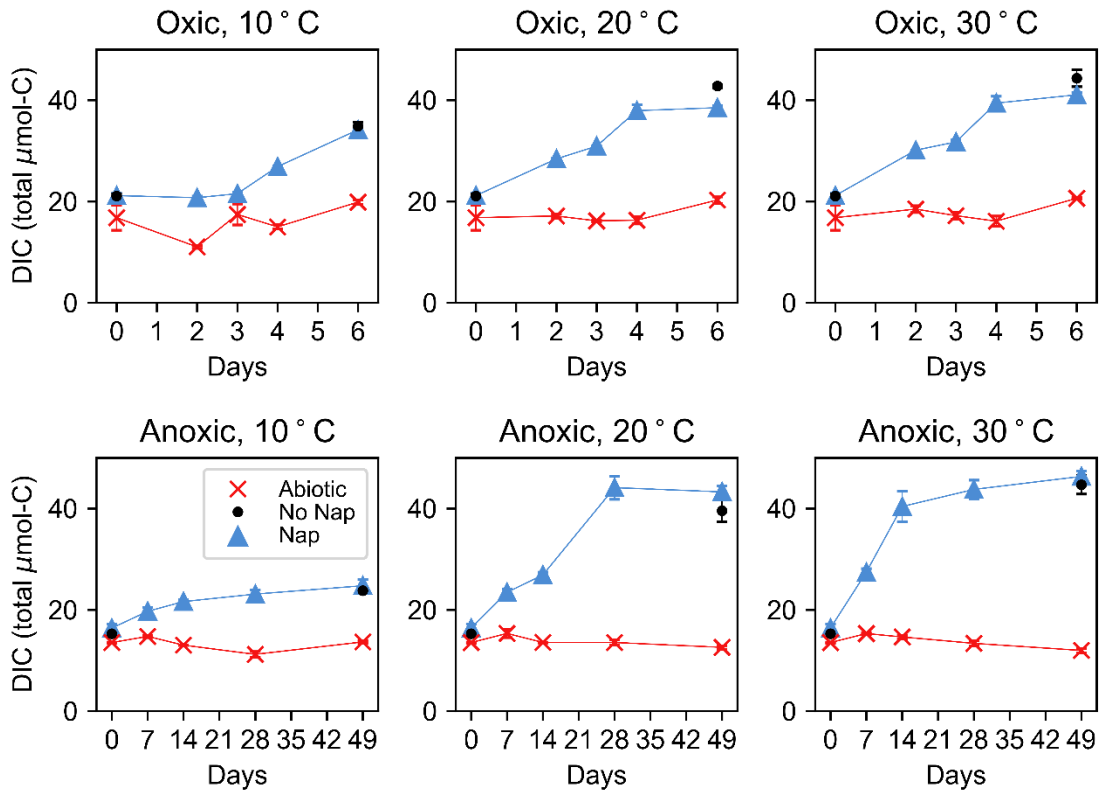 Oxic, 10 ° C
Oxic, 20 ° C
Oxic, 30 ° C
DIC (total μmol-C)
40
20
0
40
20
0
40
20
0
0 1 2 3 4 5 6
0 1 2 3 4 5 6
0 1 2 3 4 5 6
Days
Days
Days
Anoxic, 10 ° C
Anoxic, 20 ° C
Anoxic, 30 ° C
DIC (total μmol-C)
40
20
0
Abiotic
No Nap
Nap
40
20
0
40
20
0
0 7 14 21 28 35 42 49
0 7 14 21 28 35 42 49
0 7 14 21 28 35 42 49
Days
Days
Days